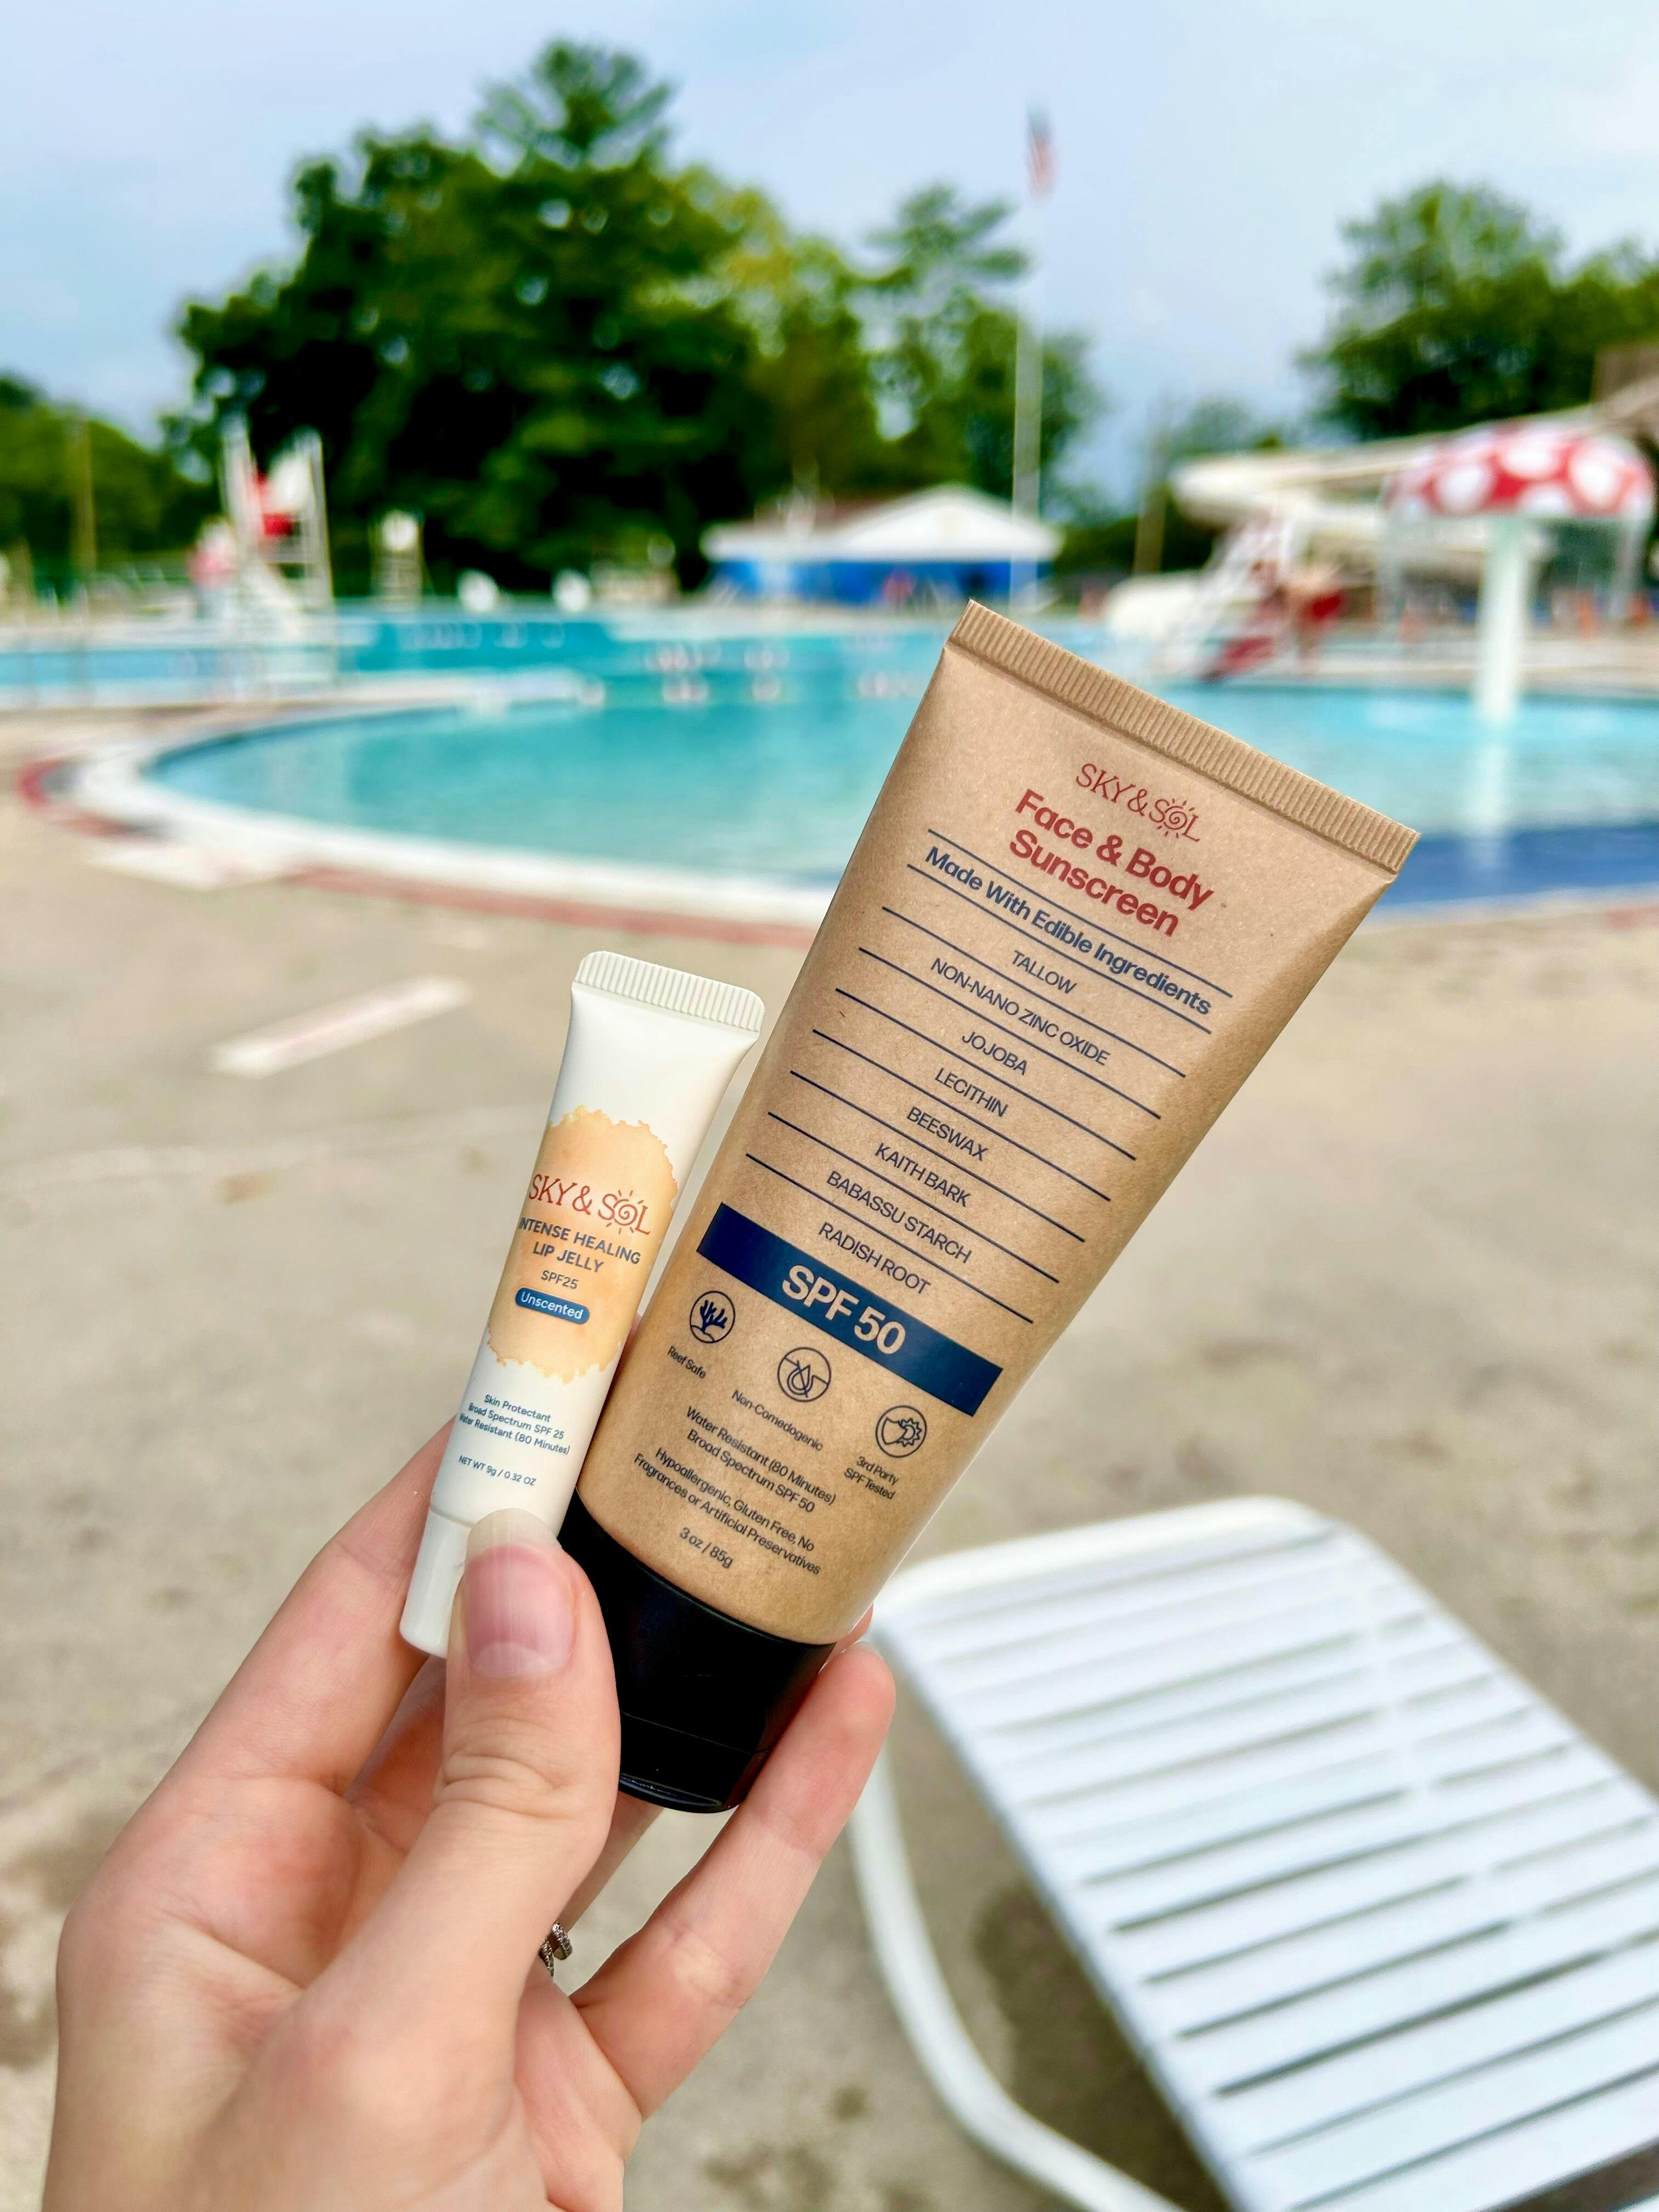 SKY & SOL
INTENSE HEALING
LIP JELLY
SPF25
Unscented
Skin Protectant
Broad Spectrum SPF 25
Water Resistant (80 Minutes)
NET WT 9g / 0.32 OZ
SKY & SOL
Face & Body
Sunscreen
Made With Edible Ingredients
TALLOW
NON-NANO ZINC OXIDE
JOJOBA
LECITHIN
BEESWAX
KAITH BARK
BABASSU STARCH
RADISH ROOT
SPF 50
Reef Safe
Non-Comedogenic
3rd Party
SPF Tested
Water Resistant (80 Minutes)
Broad Spectrum SPF 50
Hypoallergenic, Gluten Free, No
Fragrances or Artificial Preservatives
3 oz / 85g